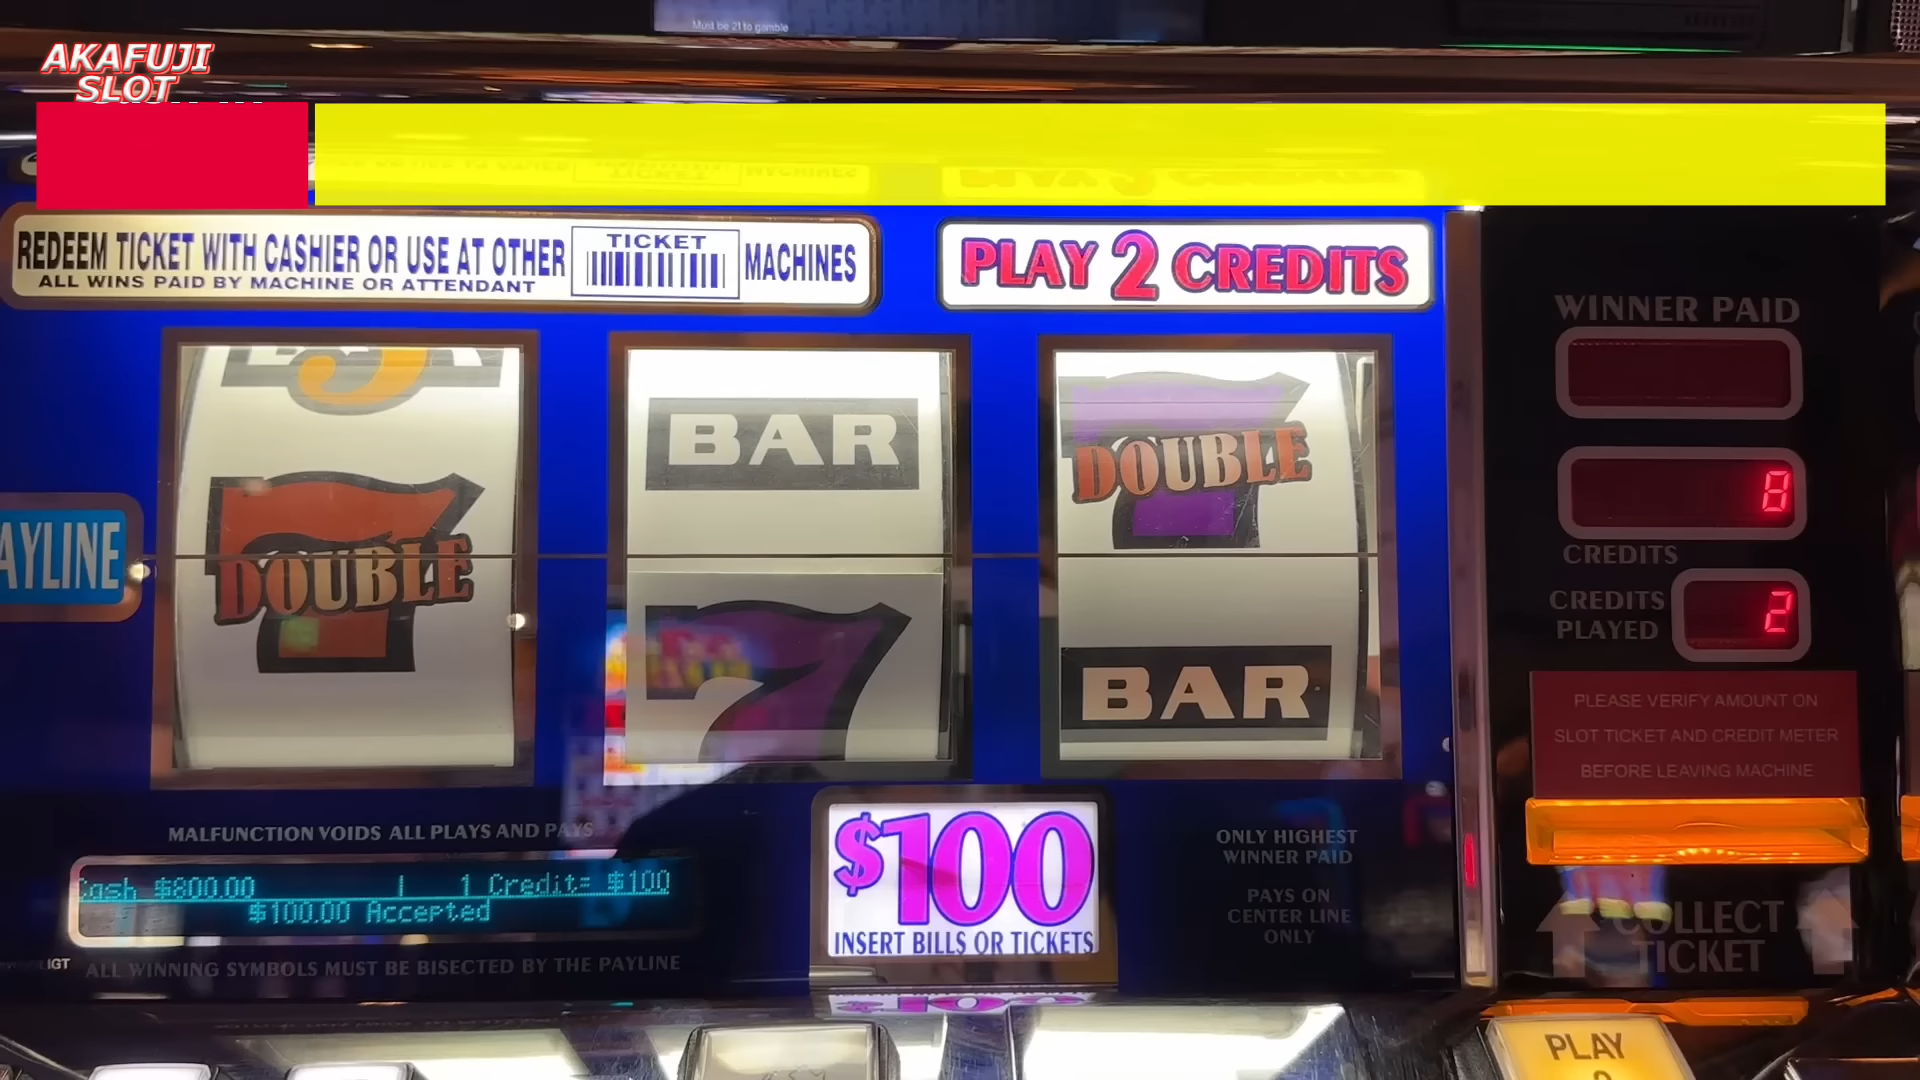 Must be 21 to gamble
AKAFUJI
SLOT
REDEEM TICKET WITH CASHIER OR USE AT OTHER TICKET MACHINES
ALL WINS PAID BY MACHINE OR ATTENDANT
PLAY 2 CREDITS
WINNER PAID
BAR
DOUBLE
8
CREDITS
AYLINE
DOUBLE
CREDITS
PLAYED
2
7
BAR
PLEASE VERIFY AMOUNT ON
SLOT TICKET AND CREDIT METER
BEFORE LEAVING MACHINE
MALFUNCTION VOIDS ALL PLAYS AND PAYS
Cash $800.00 | 1 Credit= $100
$100.00 Accepted
$100
INSERT BILLS OR TICKETS
ONLY HIGHEST
WINNER PAID
PAYS ON
CENTER LINE
ONLY
COLLECT
TICKET
IGT
ALL WINNING SYMBOLS MUST BE BISECTED BY THE PAYLINE
PLAY